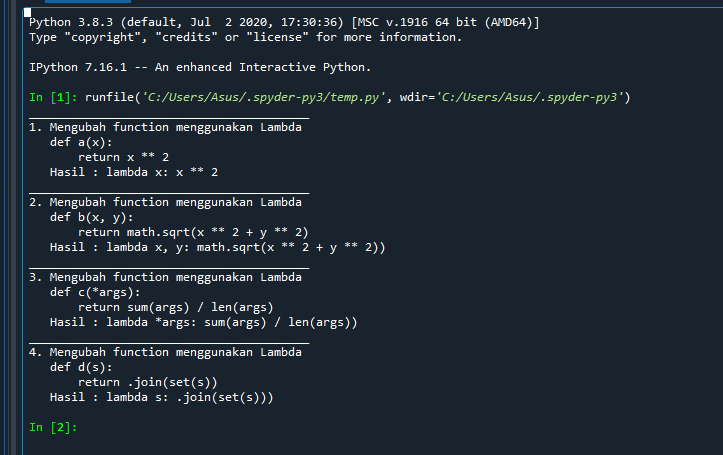 Python 3.8.3 (default, Jul  2 2020, 17:30:36) [MSC v.1916 64 bit (AMD64)]
Type "copyright", "credits" or "license" for more information.
IPython 7.16.1 -- An enhanced Interactive Python.
In [1]: runfile('C:/Users/Asus/.spyder-py3/temp.py', wdir='C:/Users/Asus/.spyder-py3')
________________________________________
1. Mengubah function menggunakan Lambda
   def a(x):
       return x ** 2
   Hasil : lambda x: x ** 2
________________________________________
2. Mengubah function menggunakan Lambda
   def b(x, y):
       return math.sqrt(x ** 2 + y ** 2)
   Hasil : lambda x, y: math.sqrt(x ** 2 + y ** 2))
________________________________________
3. Mengubah function menggunakan Lambda
   def c(*args):
       return sum(args) / len(args)
   Hasil : lambda *args: sum(args) / len(args))
________________________________________
4. Mengubah function menggunakan Lambda
   def d(s):
       return .join(set(s))
   Hasil : lambda s: .join(set(s)))
In [2]: